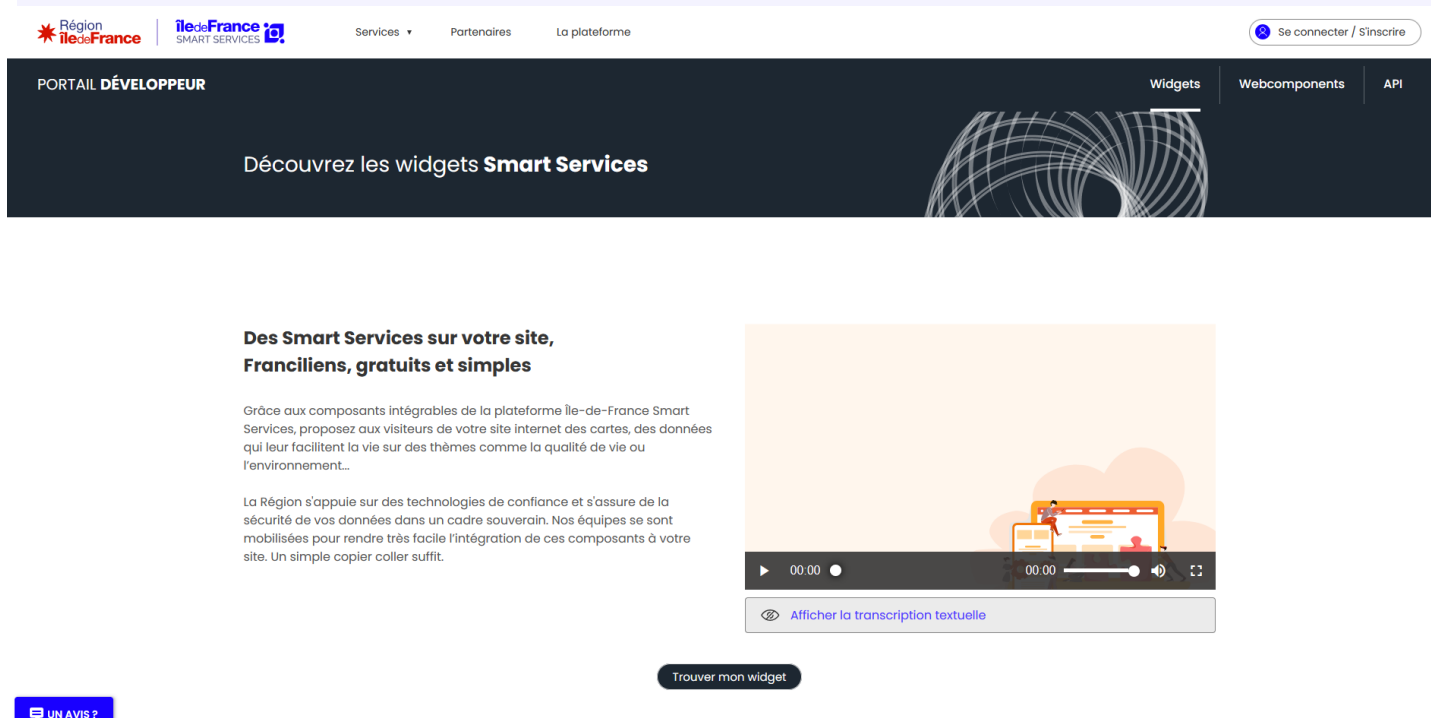 Région
île de France
île de France
SMART SERVICES
Services ▾
Partenaires
La plateforme
Se connecter / S'inscrire
PORTAIL DÉVELOPPEUR
Widgets
Webcomponents
API
Découvrez les widgets Smart Services
Des Smart Services sur votre site,
Franciliens, gratuits et simples
Grâce aux composants intégrables de la plateforme Île-de-France Smart
Services, proposez aux visiteurs de votre site internet des cartes, des données
qui leur facilitent la vie sur des thèmes comme la qualité de vie ou
l'environnement...
La Région s'appuie sur des technologies de confiance et s'assure de la
sécurité de vos données dans un cadre souverain. Nos équipes se sont
mobilisées pour rendre très facile l'intégration de ces composants à votre
site. Un simple copier coller suffit.
00:00
00:00
Afficher la transcription textuelle
Trouver mon widget
UN AVIS ?